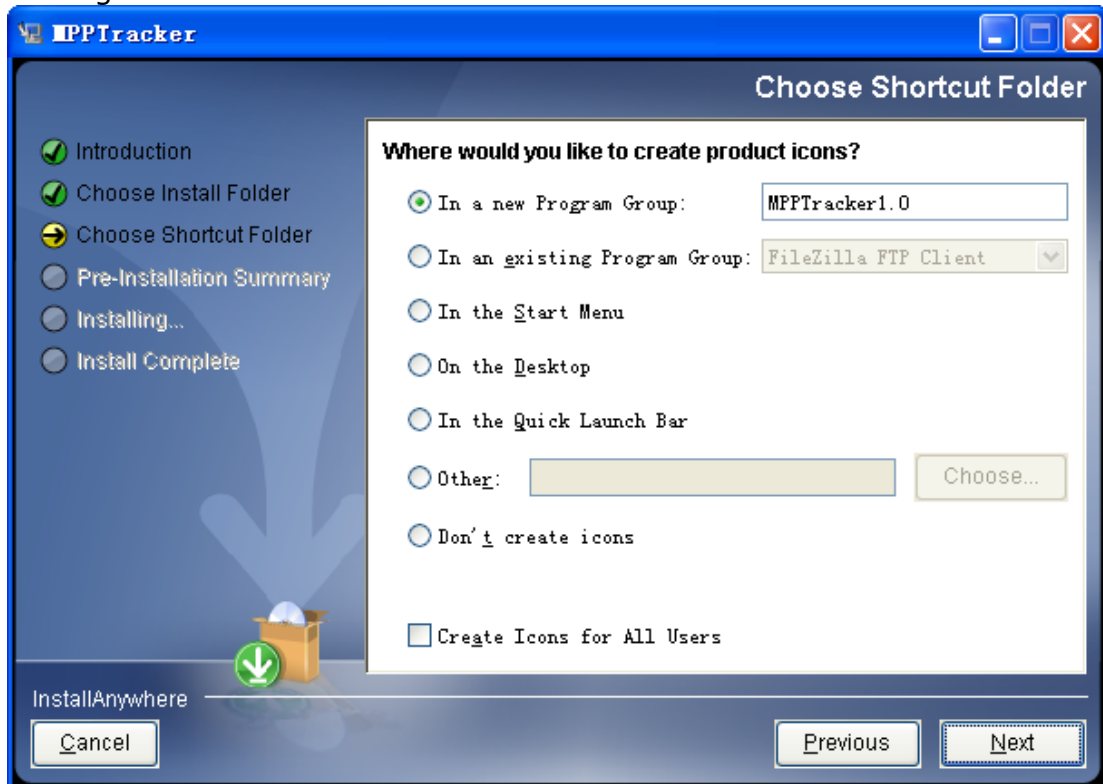 MPPTracker
Choose Shortcut Folder
Introduction
Choose Install Folder
Choose Shortcut Folder
Pre-Installation Summary
Installing...
Install Complete
Where would you like to create product icons?
In a new Program Group: MPPTracker1.0
In an existing Program Group: FileZilla FTP Client
In the Start Menu
On the Desktop
In the Quick Launch Bar
Other: Choose...
Don't create icons
Create Icons for All Users
InstallAnywhere
Cancel Previous Next